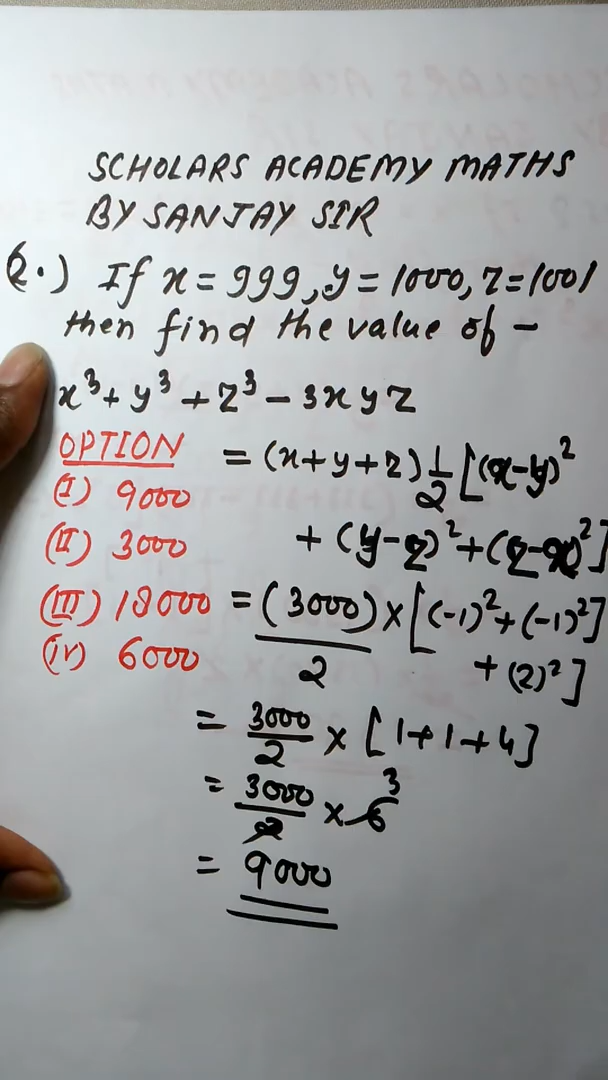 SCHOLARS ACADEMY MATHS
BY SANJAY SIR
Q.) If x = 999, y = 1000, z = 1001
then find the value of -
x³ + y³ + z³ - 3xyz
OPTION
(I) 9000
(II) 3000
(III) 18000
(IV) 6000
= (x+y+z) 1/2 [(x-y)²
+ (y-z)² + (z-x)²]
= (3000)/2 × [(-1)² + (-1)²]
+ (2)²]
= 3000/2 × [1+1+4]
= 3000/2 × 6 3
= 9000